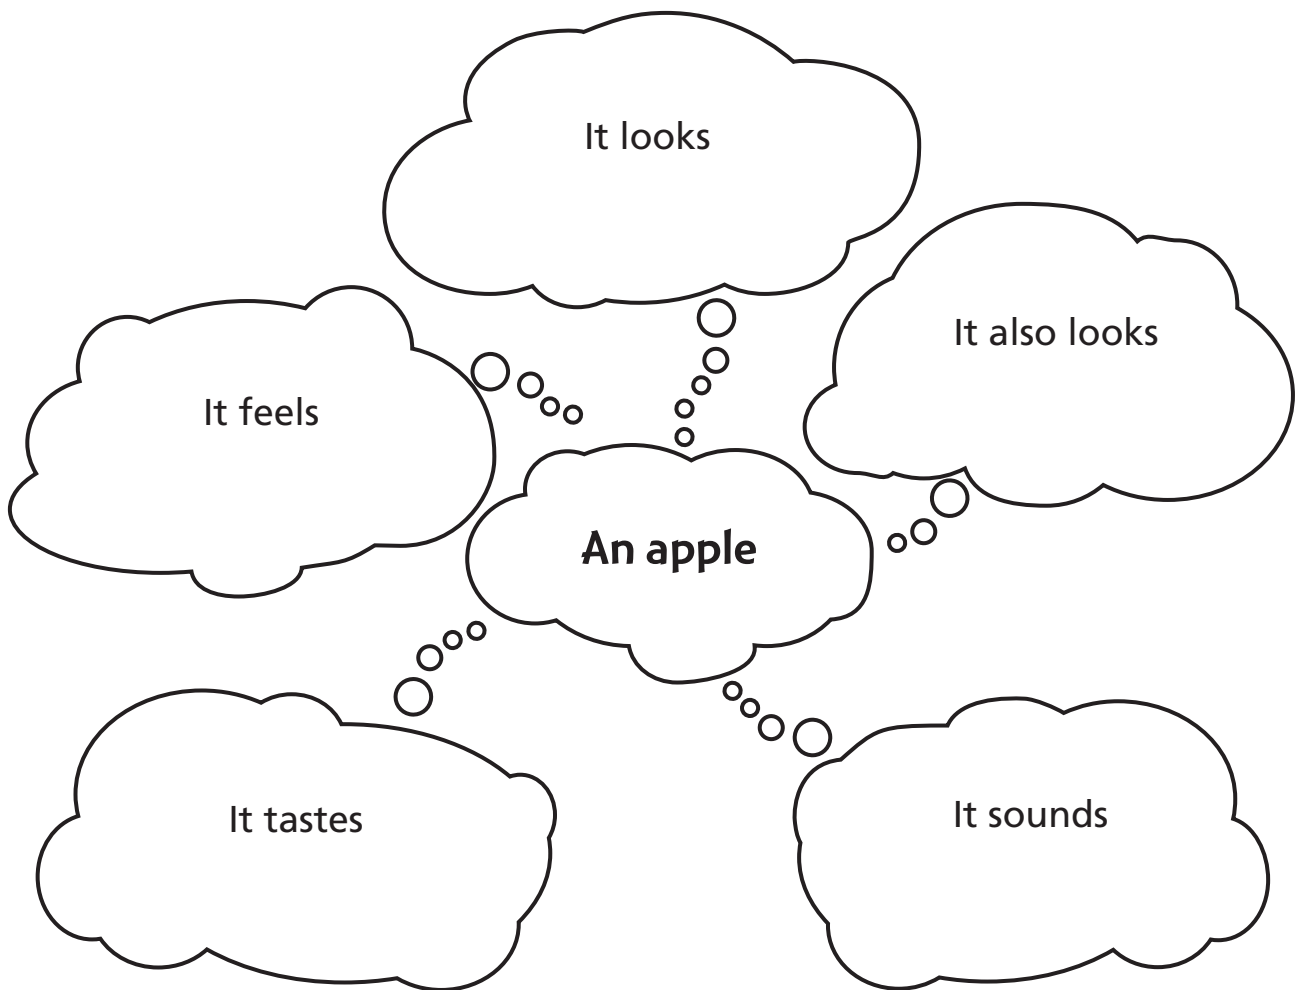 It looks
It also looks
It feels
An apple
It tastes
It sounds